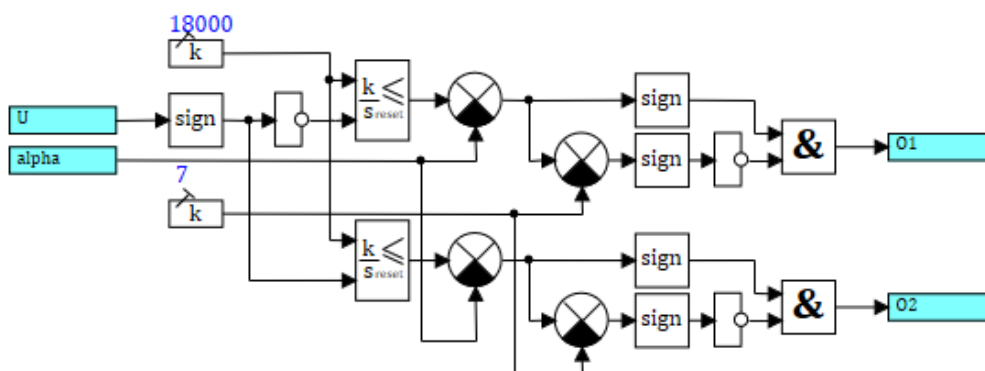 18000
k
k
s reset
≤
sign
U
sign
sign
&
O1
alpha
7
k
k
s reset
≤
sign
sign
&
O2